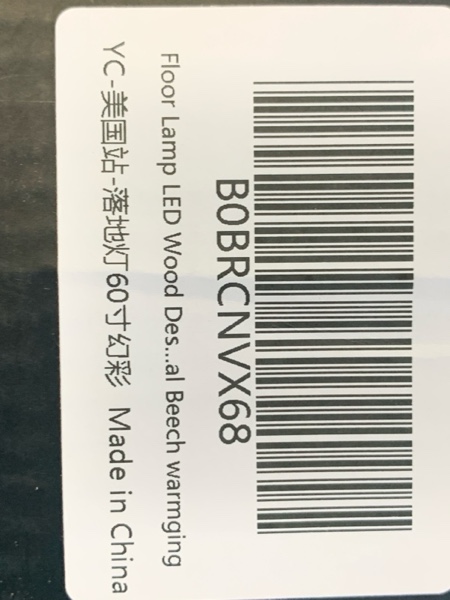 B0BRCNVX68
Floor Lamp LED Wood Des...al Beech warmging
YC-美国站-落地灯60寸幻彩 Made in China